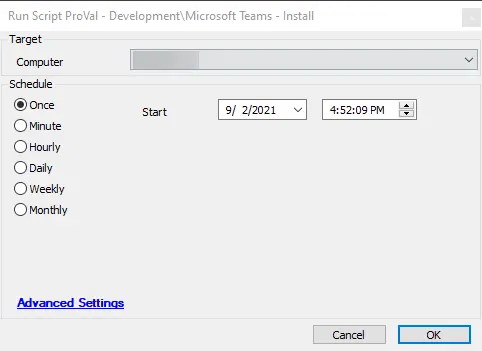 Run Script ProVal - Development\Microsoft Teams - Install
Target
Computer
Schedule
Once
Start
9/ 2/2021
4:52:09 PM
Minute
Hourly
Daily
Weekly
Monthly
Advanced Settings
Cancel
OK